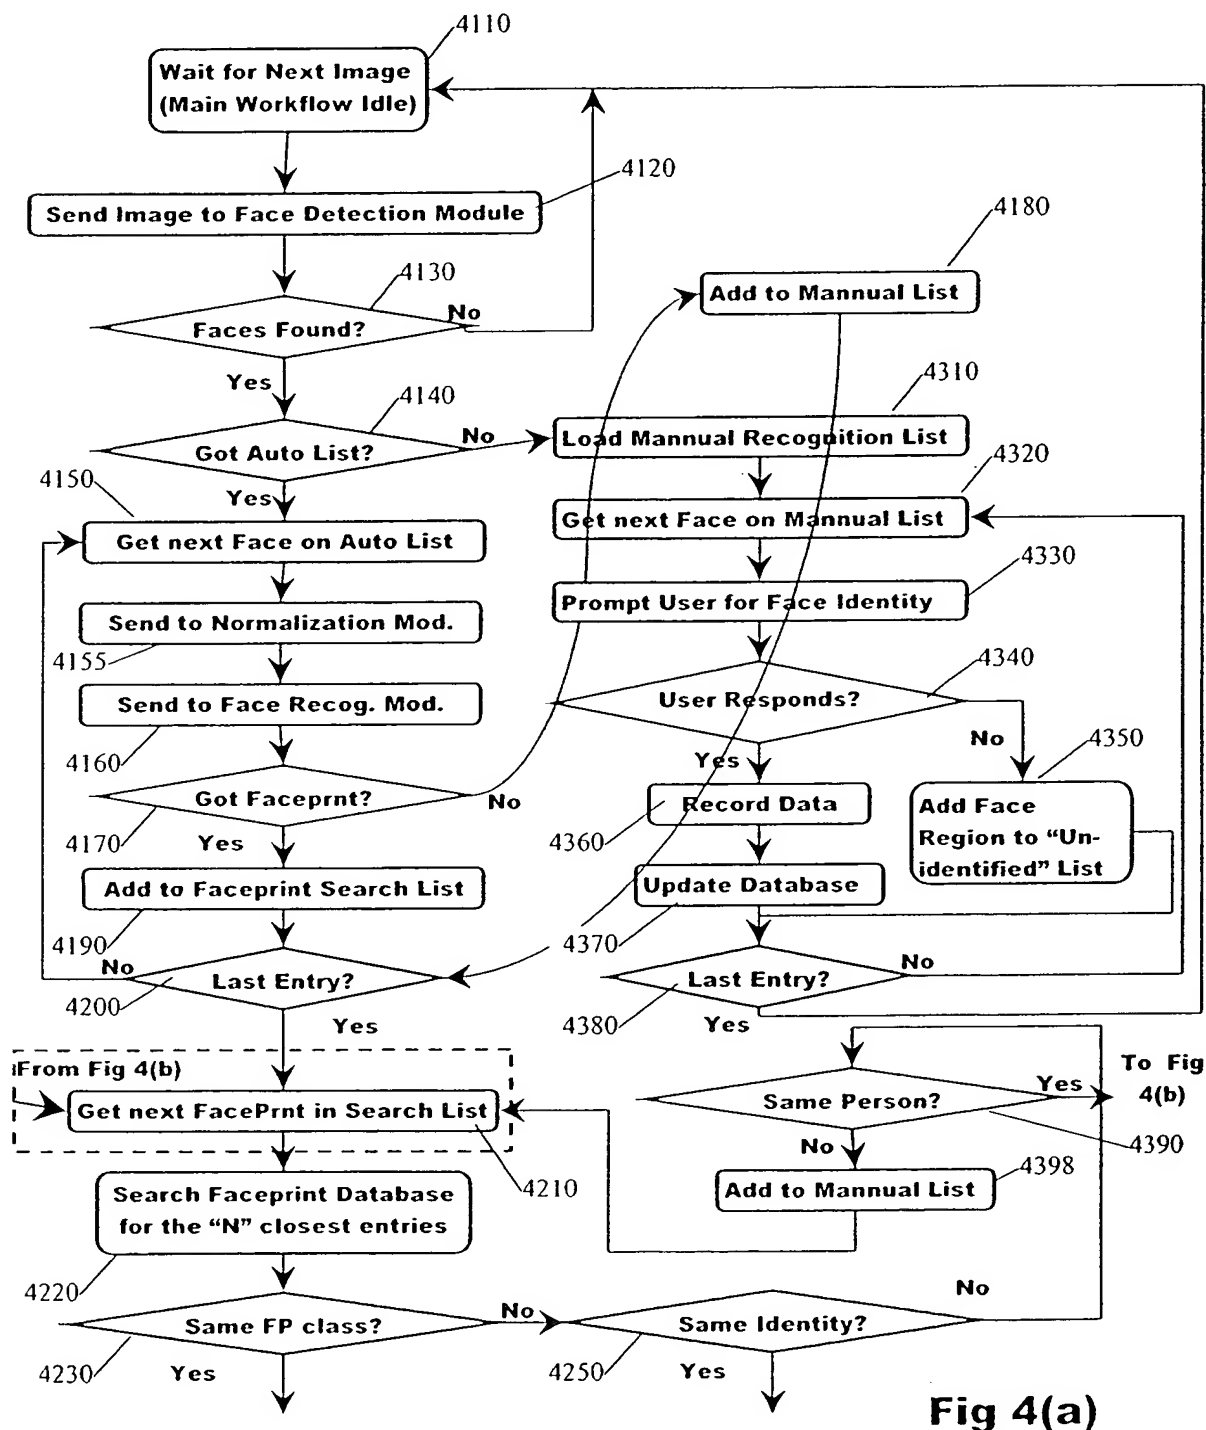 4110
Wait for Next Image
(Main Workflow Idle)
4120
Send Image to Face Detection Module
4180
Add to Mannual List
4130
Faces Found?
No
Yes
4140
Got Auto List?
No
Yes
4310
Load Mannual Recognition List
4150
Get next Face on Auto List
4320
Get next Face on Mannual List
4330
Prompt User for Face Identity
Send to Normalization Mod.
4155
Send to Face Recog. Mod.
4160
4340
User Responds?
No
Yes
4350
Add Face
Region to “Un-
identified” List
Got Faceprnt?
No
4170
Yes
Record Data
4360
Add to Faceprint Search List
4190
Update Database
4370
Last Entry?
No
4200
Yes
Last Entry?
No
4380
Yes
From Fig 4(b)
Get next FacePrnt in Search List
4210
Same Person?
Yes
To Fig
4(b)
4390
No
Add to Mannual List
4398
Search Faceprint Database
for the “N” closest entries
4220
Same FP class?
No
4230
Yes
Same Identity?
No
4250
Yes
Fig 4(a)